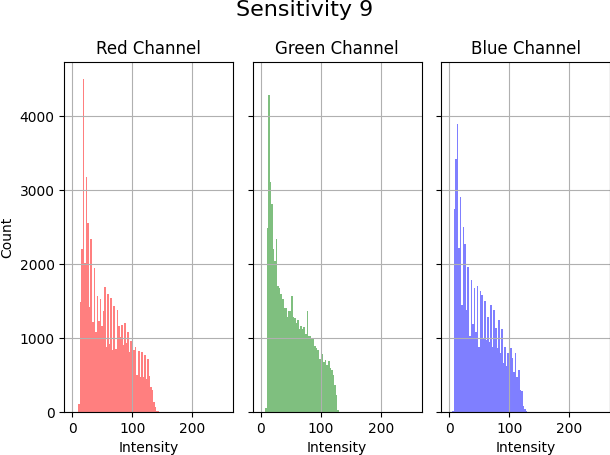 Sensitivity 9
Red Channel
Green Channel
Blue Channel
Count
4000
3000
2000
1000
0
0 100 200
0 100 200
0 100 200
Intensity
Intensity
Intensity